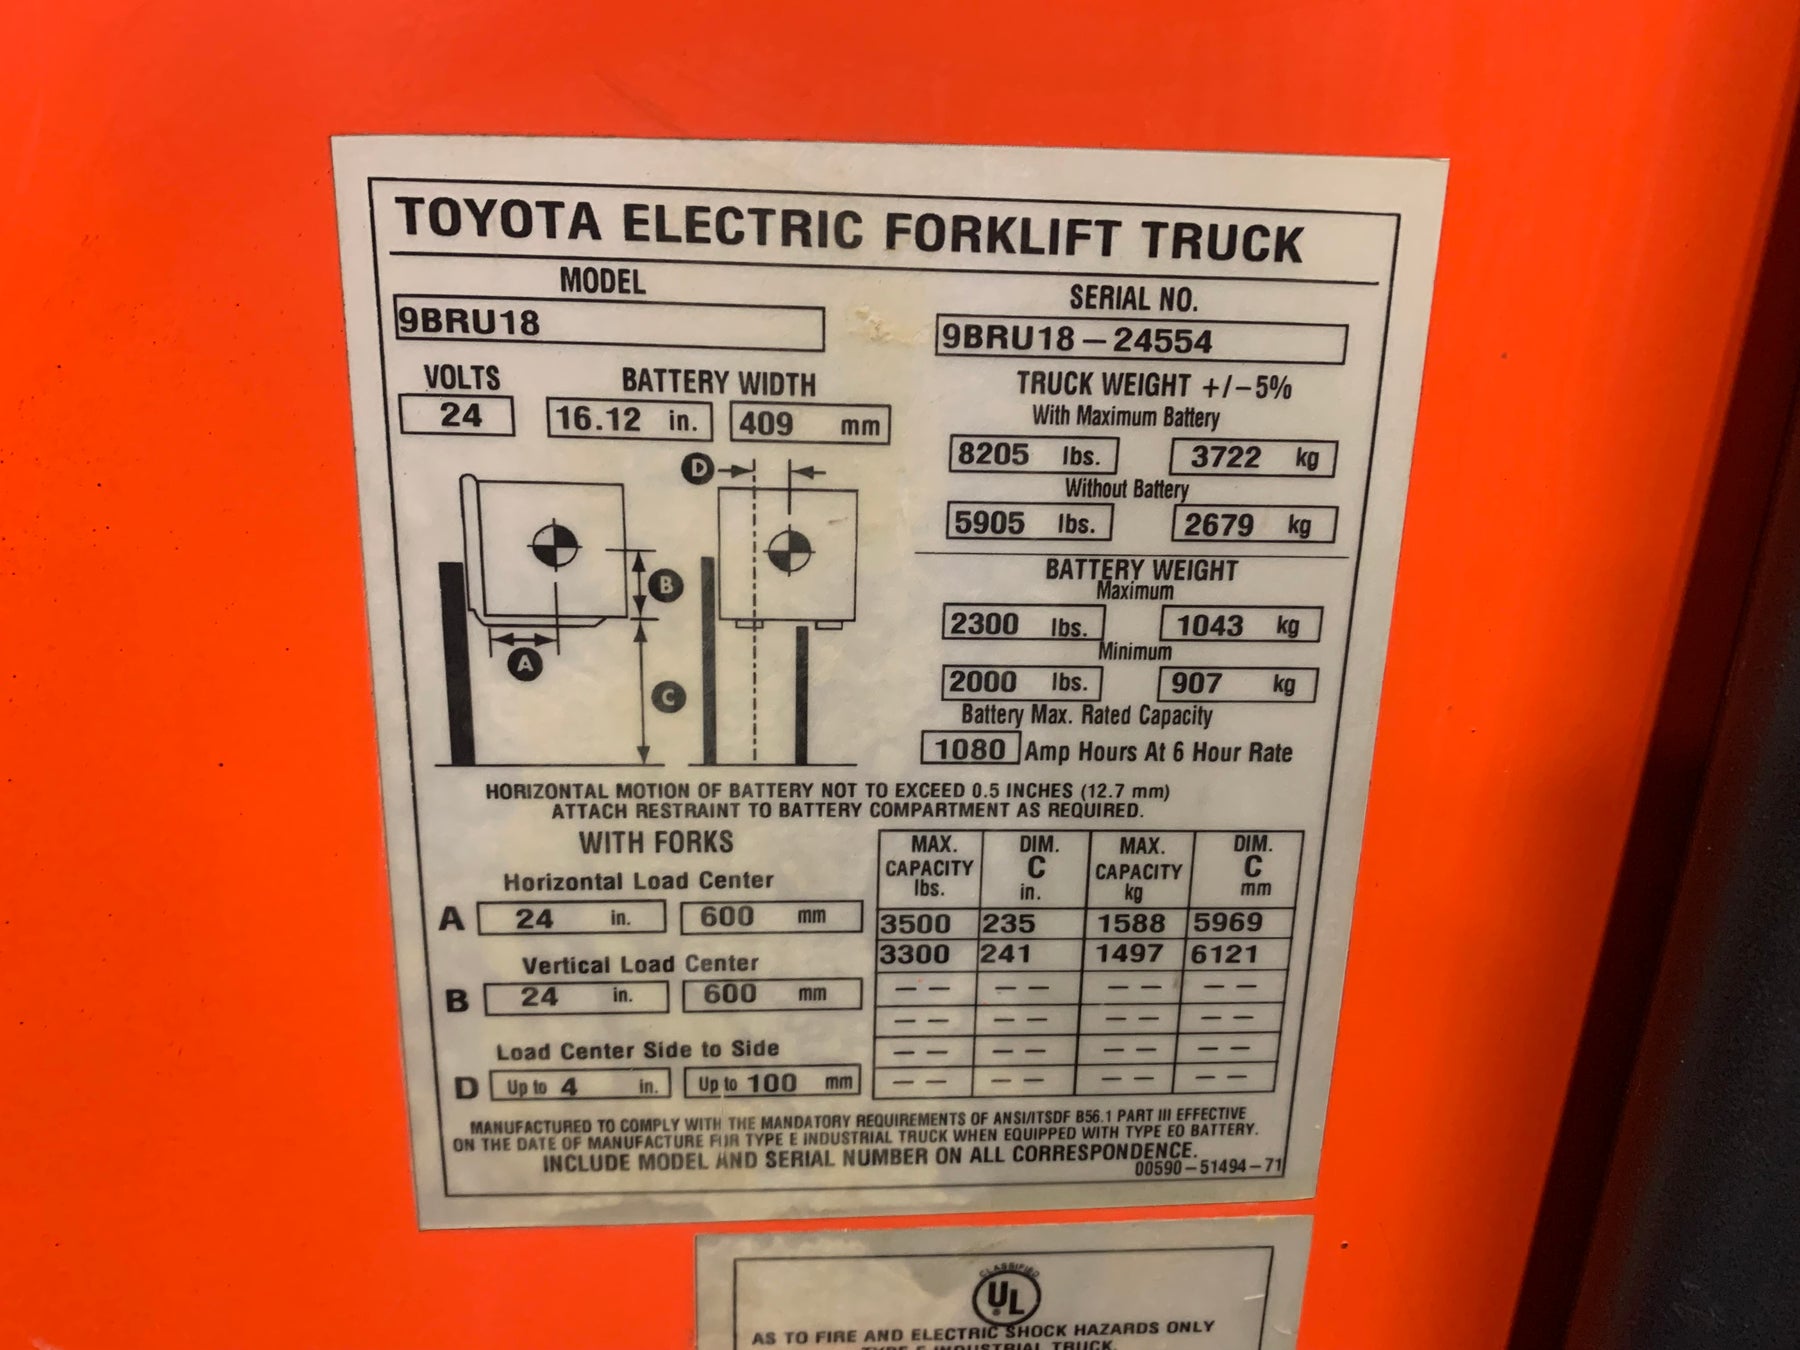 TOYOTA ELECTRIC FORKLIFT TRUCK
MODEL
9BRU18
SERIAL NO.
9BRU18-24554
VOLTS
24
BATTERY WIDTH
16.12 in. 409 mm
TRUCK WEIGHT +/-5%
With Maximum Battery
8205 lbs. 3722 kg
Without Battery
5905 lbs. 2679 kg
BATTERY WEIGHT
Maximum
2300 lbs. 1043 kg
Minimum
2000 lbs. 907 kg
Battery Max. Rated Capacity
1080 Amp Hours At 6 Hour Rate
D
B
A
C
HORIZONTAL MOTION OF BATTERY NOT TO EXCEED 0.5 INCHES (12.7 mm)
ATTACH RESTRAINT TO BATTERY COMPARTMENT AS REQUIRED.
WITH FORKS
Horizontal Load Center
A 24 in. 600 mm
Vertical Load Center
B 24 in. 600 mm
Load Center Side to Side
D Up to 4 in. Up to 100 mm
MAX. CAPACITY lbs. DIM. C in. MAX. CAPACITY kg DIM. C mm
3500 235 1588 5969
3300 241 1497 6121
-- -- -- --
-- -- -- --
-- -- -- --
-- -- -- --
MANUFACTURED TO COMPLY WITH THE MANDATORY REQUIREMENTS OF ANSI/ITSDF B56.1 PART III EFFECTIVE
ON THE DATE OF MANUFACTURE FOR TYPE E INDUSTRIAL TRUCK WHEN EQUIPPED WITH TYPE EO BATTERY.
INCLUDE MODEL AND SERIAL NUMBER ON ALL CORRESPONDENCE.
00590-51494-71
CLASSIFIED
UL
AS TO FIRE AND ELECTRIC SHOCK HAZARDS ONLY
TYPE E INDUSTRIAL TRUCK.